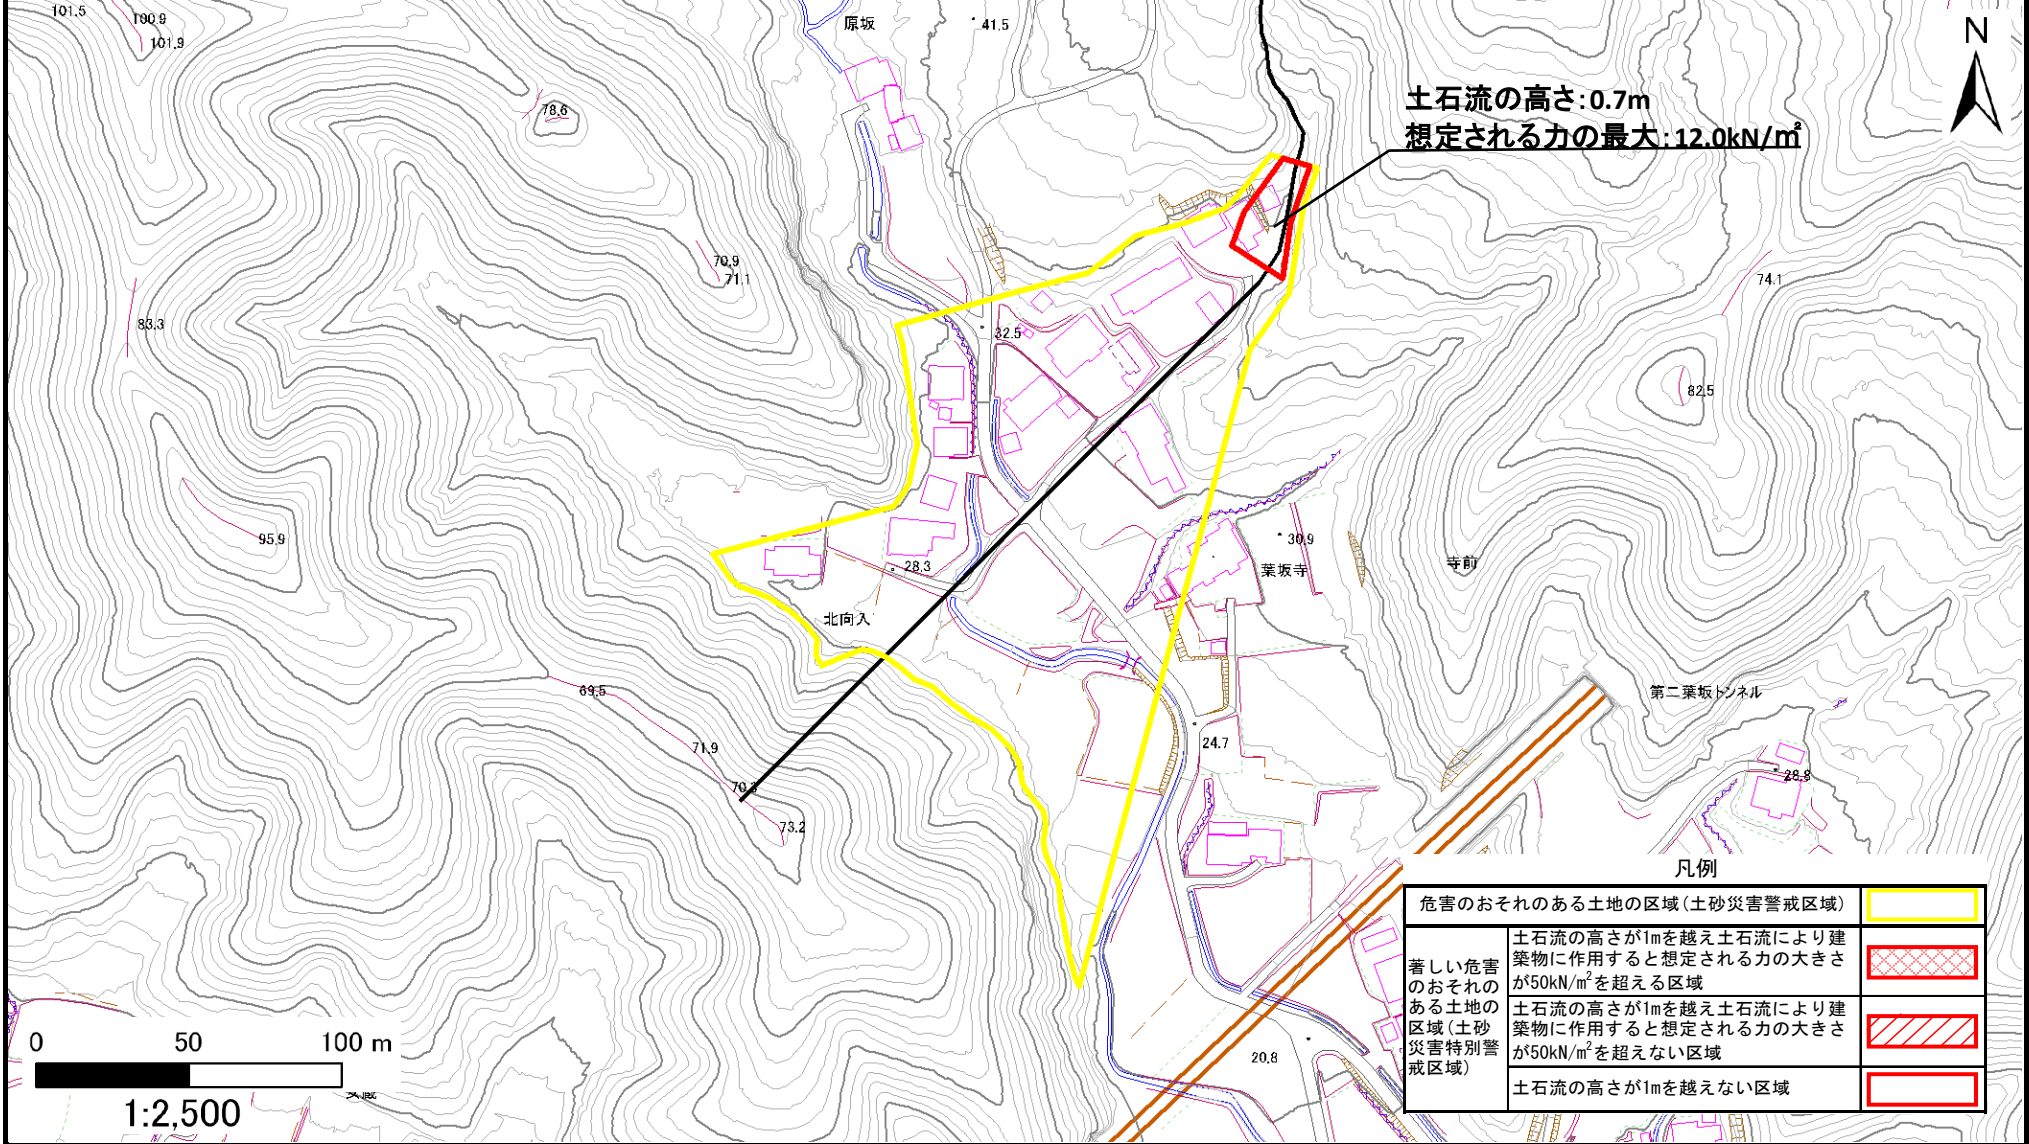 101.5
100.9
101.9
原坂
41.5
N
土石流の高さ:0.7m
想定される力の最大:12.0kN/㎡
78.6
70.9
71.1
74.1
83.3
32.5
82.5
95.9
30.9
葉坂寺
寺前
28.3
北向入
69.5
第二葉坂トンネル
71.9
24.7
28.8
73.2
凡例
危害のおそれのある土地の区域(土砂災害警戒区域)
著しい危害
のおそれの
ある土地の
区域(土砂
災害特別警
戒区域)
土石流の高さが1mを越え土石流により建
築物に作用すると想定される力の大きさ
が50kN/m²を超える区域
土石流の高さが1mを越え土石流により建
築物に作用すると想定される力の大きさ
が50kN/m²を超えない区域
土石流の高さが1mを越えない区域
20.8
0 50 100 m
1:2,500